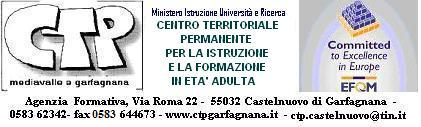 CTP
mediavalle e garfagnana
Ministero Istruzione Università e Ricerca
CENTRO TERRITORIALE
PERMANENTE
PER LA ISTRUZIONE
E LA FORMAZIONE
IN ETA' ADULTA
Committed
to Excellence
in Europe
EFQM
Agenzia Formativa, Via Roma 22 - 55032 Castelnuovo di Garfagnana -
0583 62342- fax 0583 644673 - www.ctpgarfagnana.it - ctp.castelnuovo@tin.it